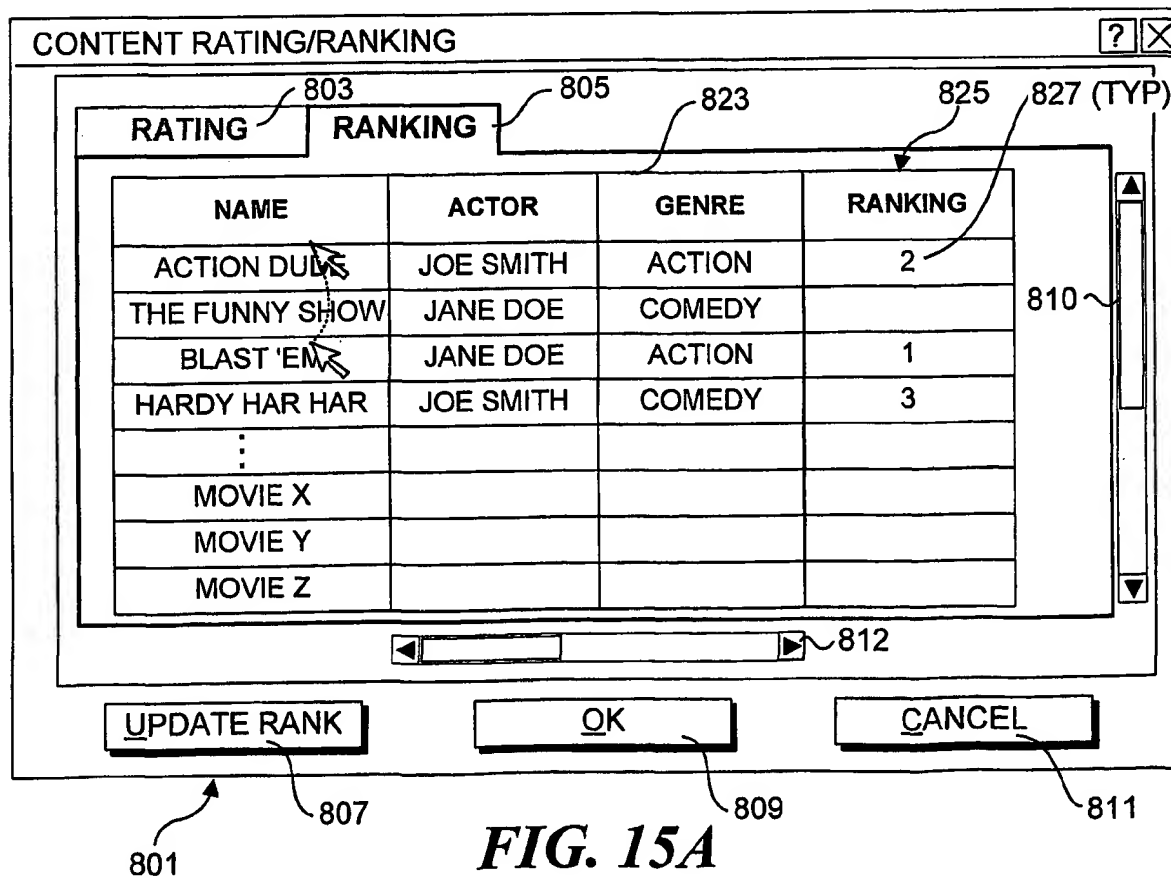 CONTENT RATING/RANKING ? X
803 805 823 825 827 (TYP)
RATING RANKING
NAME ACTOR GENRE RANKING
ACTION DUDE JOE SMITH ACTION 2
THE FUNNY SHOW JANE DOE COMEDY
810
BLAST 'EM JANE DOE ACTION 1
HARDY HAR HAR JOE SMITH COMEDY 3
⋮
MOVIE X
MOVIE Y
MOVIE Z
812
UPDATE RANK OK CANCEL
807 809 811
801
FIG. 15A